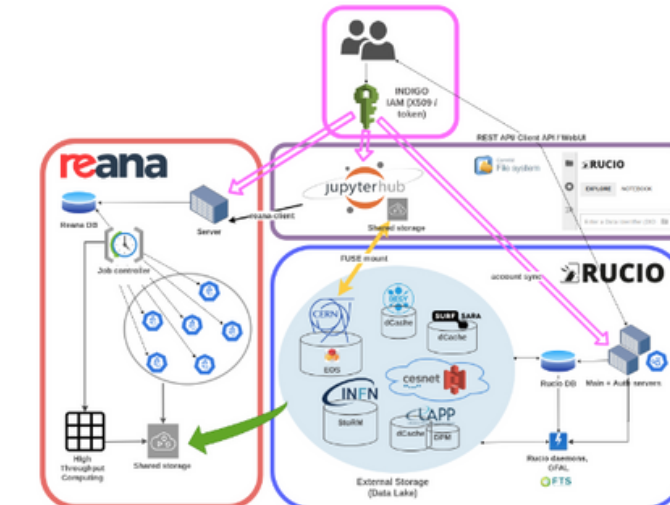 INDIGO
IAM (X509 /
token)
REST API/ Client API / WebUI
reana
jupyterhub
File system
RUCIO
EXPLORE NOTEBOOK
Reana DB
Server
reana-client
Shared storage
Job controller
FUSE mount
account sync
RUCIO
CERN
EOS
DESY
dCache
SURF SARA
dCache
cesnet
INFN
StoRM
LAPP
dCache
DPM
Rucio DB
Main + Auth servers
High
Throughput
Computing
Shared storage
External Storage
(Data Lake)
Rucio daemons,
GFAL
FTS